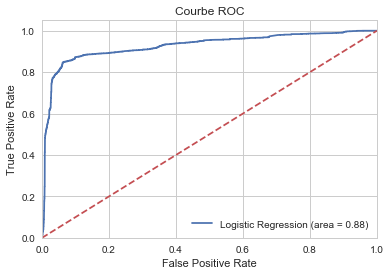 Courbe ROC
True Positive Rate
1.0
0.8
0.6
0.4
0.2
0.0
Logistic Regression (area = 0.88)
0.0 0.2 0.4 0.6 0.8 1.0
False Positive Rate